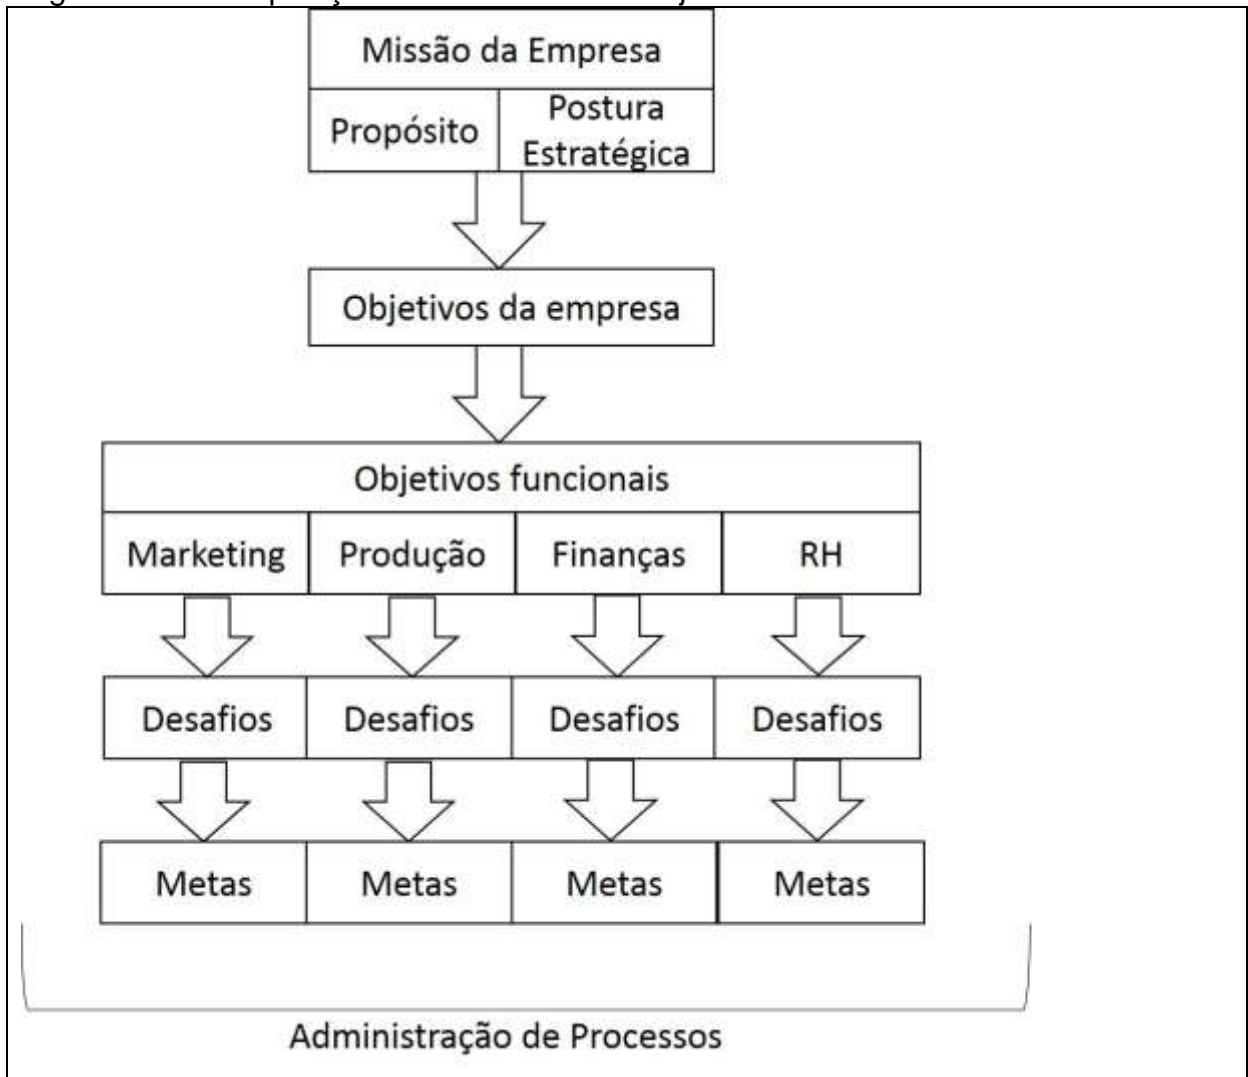 Missão da Empresa
Propósito
Postura
Estratégica
Objetivos da empresa
Objetivos funcionais
Marketing Produção Finanças RH
Desafios Desafios Desafios Desafios
Metas Metas Metas Metas
Administração de Processos